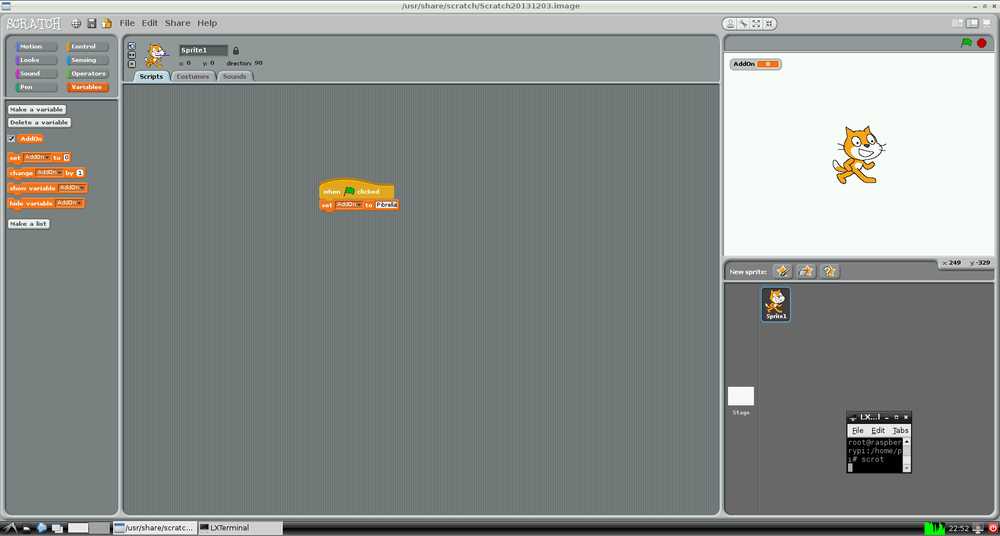 /usr/share/scratch/Scratch20131203.image
SCRATCH File Edit Share Help
Motion Control
Looks Sensing
Sound Operators
Pen Variables
Make a variable
Delete a variable
AddOn
set AddOn to 0
change AddOn by 1
show variable AddOn
hide variable AddOn
Make a list
Sprite1
x: 0 y: 0 direction: 90
Scripts Costumes Sounds
when clicked
set AddOn to Pibrella
AddOn 0
x: 249 y: -329
New sprite:
Sprite1
Stage
LX...l
File Edit Tabs
root@raspber
rypi:/home/p
i# scrot
/usr/share/scratc... LXTerminal 22:52